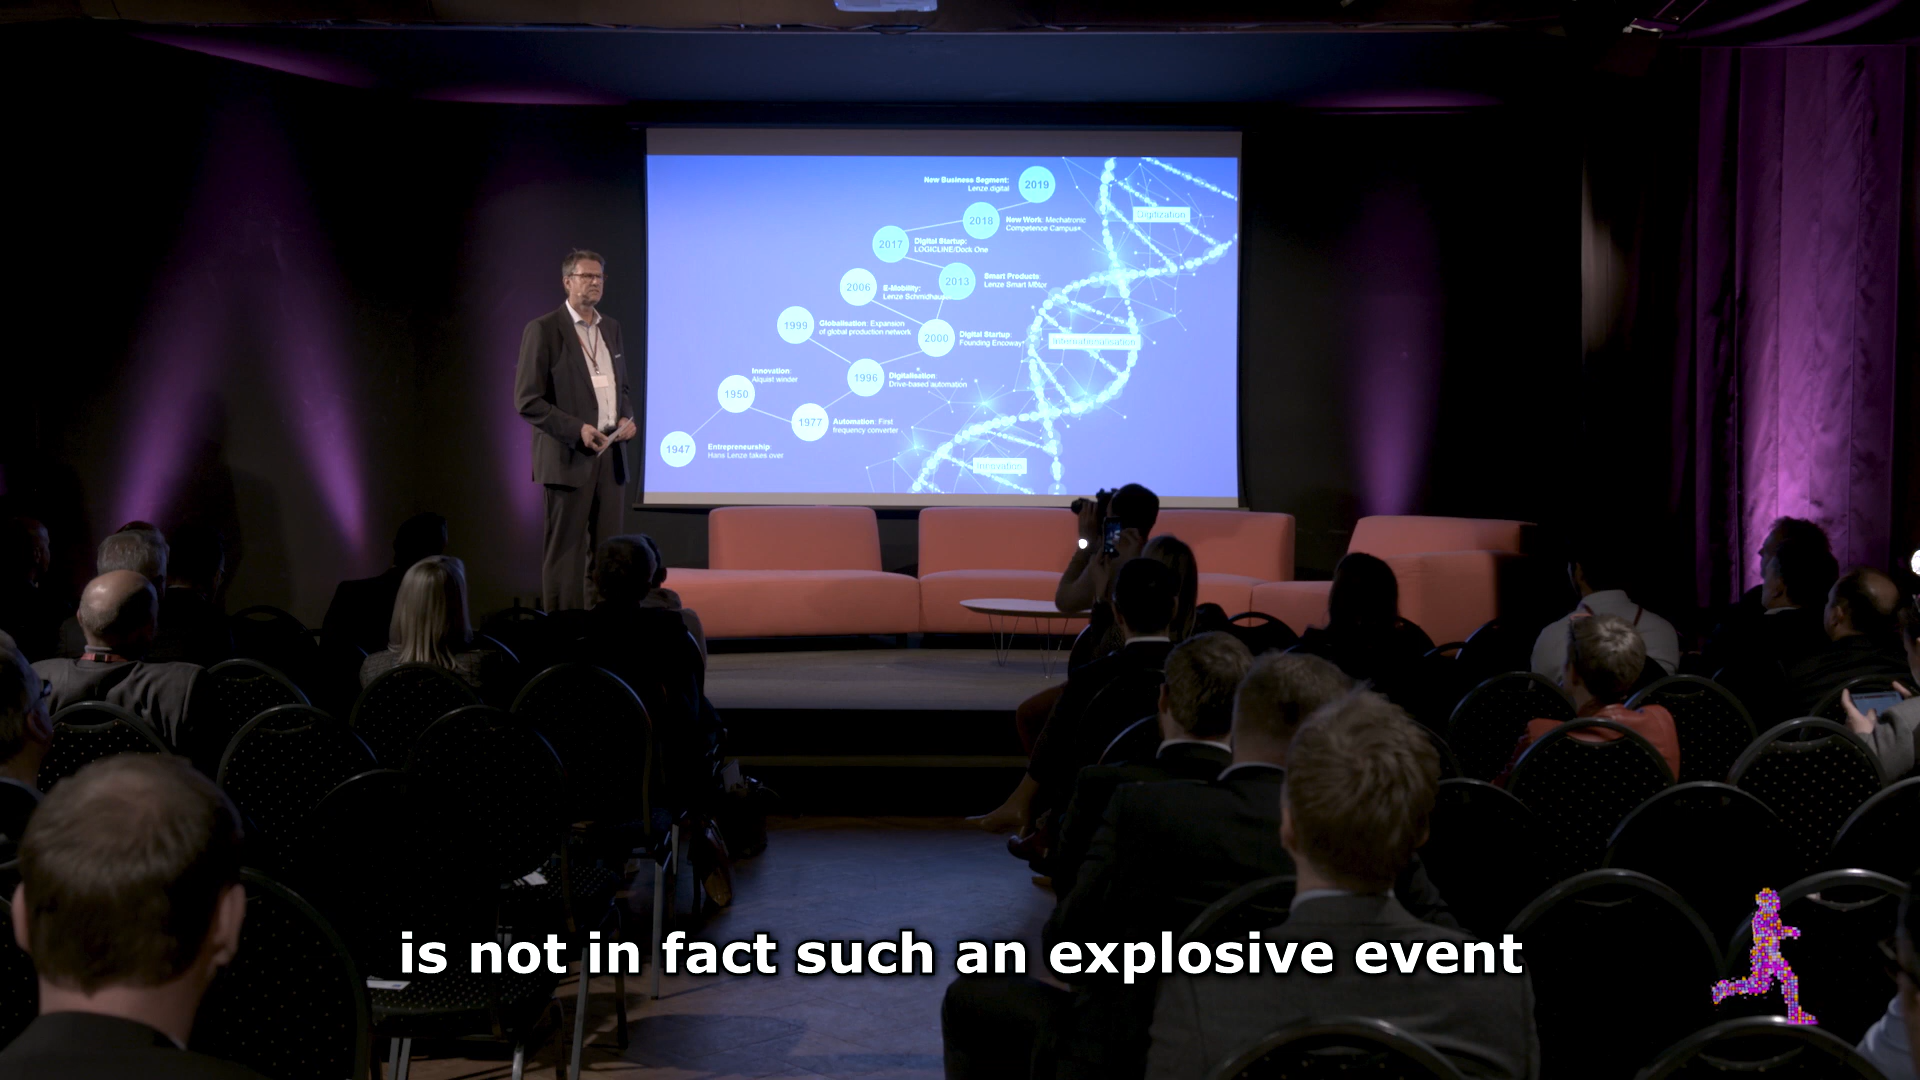 New Business Segment:
Lenze digital
2019
2018
New Work: Mechatronic
Competence Campus
2017
Digital Startup:
LOGICLINE/Dock One
Digitization
2006
E-Mobility:
Lenze Schmidhauser
2013
Smart Products:
Lenze Smart Motor
1999
Globalisation: Expansion
of global production network
2000
Digital Startup:
Founding Encoway
Internationalisation
1950
Innovation:
Alquist winder
1996
Digitalisation:
Drive-based automation
1977
Automation: First
frequency converter
1947
Entrepreneurship:
Hans Lenze takes over
Innovation
is not in fact such an explosive event